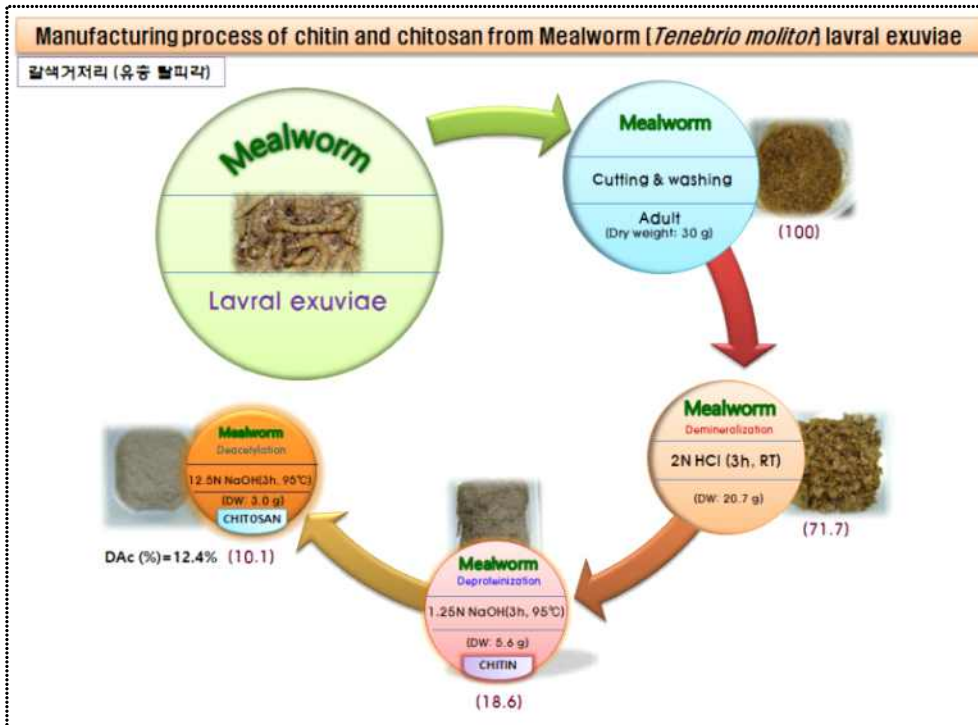 Manufacturing process of chitin and chitosan from Mealworm (Tenebrio molitor) lavral exuviae
갈색거저리 (유충 탈피각)
Mealworm
Lavral exuviae
Mealworm
Cutting & washing
Adult
(Dry weight: 30 g)
(100)
Mealworm
Demineralization
2N HCl (3h, RT)
(DW: 20.7 g)
(71.7)
Mealworm
Deproteinization
1.25N NaOH(3h, 95℃)
(DW: 5.6 g)
CHITIN
(18.6)
Mealworm
Deacetylation
12.5N NaOH(3h, 95℃)
(DW: 3.0 g)
CHITOSAN
DAc (%)=12.4% (10.1)